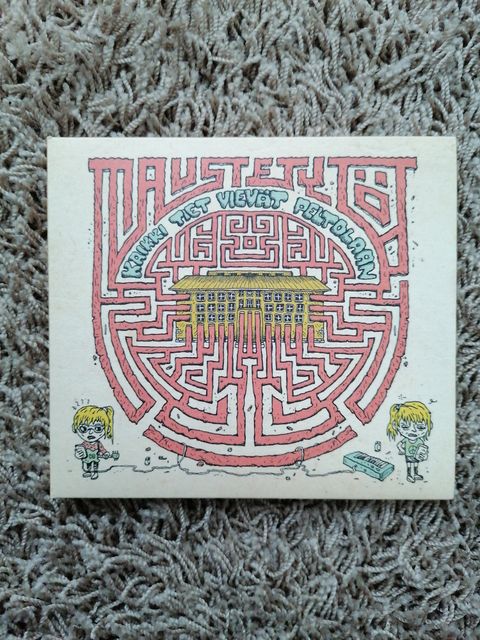 MAUSTETYTÖT
KAIKKI TIET VIEVÄT PELTOLAAN